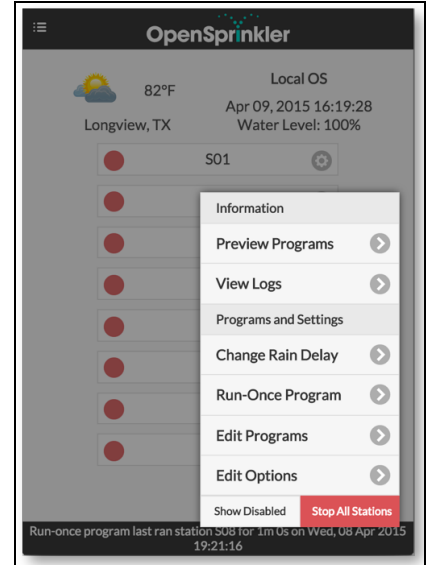 OpenSprinkler
82°F
Longview, TX
Local OS
Apr 09, 2015 16:19:28
Water Level: 100%
S01
Information
Preview Programs
View Logs
Programs and Settings
Change Rain Delay
Run-Once Program
Edit Programs
Edit Options
Show Disabled
Stop All Stations
Run-once program last ran station S08 for 1m 0s on Wed, 08 Apr 2015
19:21:16